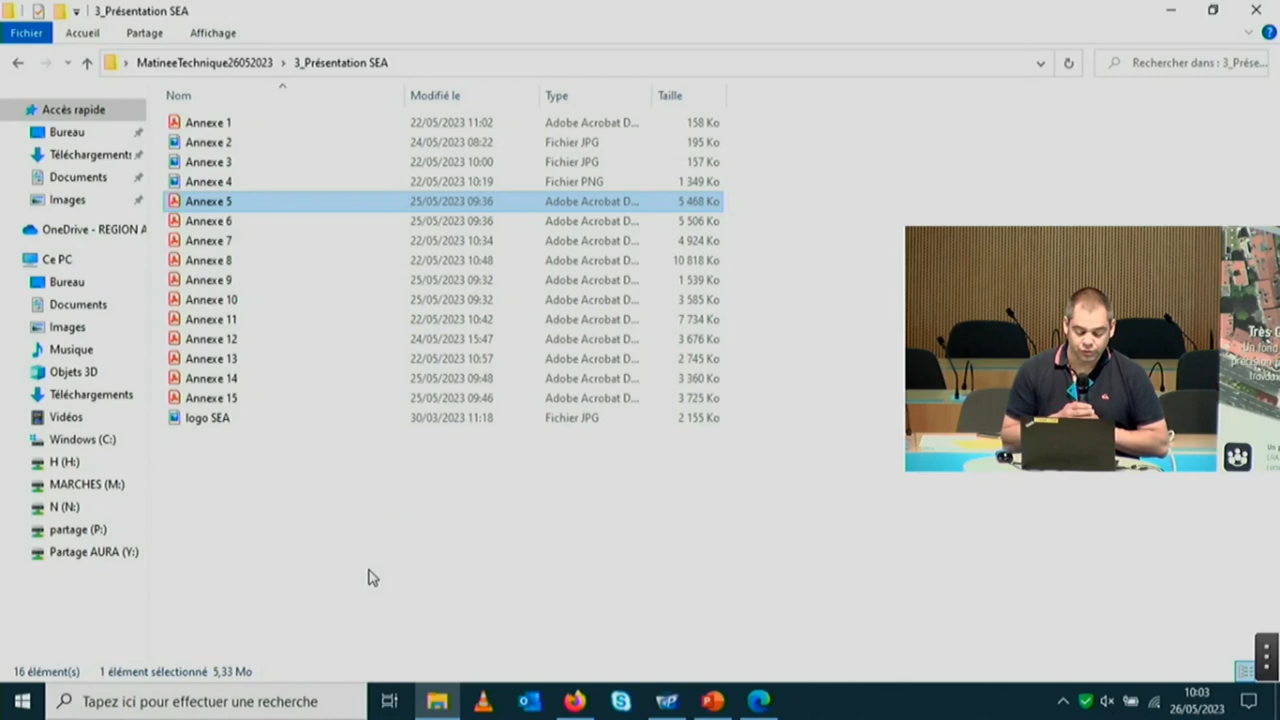 3_Présentation SEA
Fichier Accueil Partage Affichage
MatineeTechnique26052023 › 3_Présentation SEA
Rechercher dans : 3_Prése...
Nom Modifié le Type Taille
Annexe 1 22/05/2023 11:02 Adobe Acrobat D... 158 Ko
Annexe 2 24/05/2023 08:22 Fichier JPG 195 Ko
Annexe 3 22/05/2023 10:00 Fichier JPG 157 Ko
Annexe 4 22/05/2023 10:19 Fichier PNG 1 349 Ko
Annexe 5 25/05/2023 09:36 Adobe Acrobat D... 5 468 Ko
Annexe 6 25/05/2023 09:36 Adobe Acrobat D... 5 506 Ko
Annexe 7 22/05/2023 10:34 Adobe Acrobat D... 4 924 Ko
Annexe 8 22/05/2023 10:48 Adobe Acrobat D... 10 818 Ko
Annexe 9 25/05/2023 09:32 Adobe Acrobat D... 1 539 Ko
Annexe 10 25/05/2023 09:32 Adobe Acrobat D... 3 585 Ko
Annexe 11 22/05/2023 10:42 Adobe Acrobat D... 7 734 Ko
Annexe 12 24/05/2023 15:47 Adobe Acrobat D... 3 676 Ko
Annexe 13 22/05/2023 10:57 Adobe Acrobat D... 2 745 Ko
Annexe 14 25/05/2023 09:48 Adobe Acrobat D... 3 360 Ko
Annexe 15 25/05/2023 09:46 Adobe Acrobat D... 3 725 Ko
logo SEA 30/03/2023 11:18 Fichier JPG 2 155 Ko
Accès rapide
Bureau
Téléchargements
Documents
Images
OneDrive - REGION A
Ce PC
Bureau
Documents
Images
Musique
Objets 3D
Téléchargements
Vidéos
Windows (C:)
H (H:)
MARCHES (M:)
N (N:)
partage (P:)
Partage AURA (Y:)
Très
Un fond
précision
travaux
Un
16 élément(s) 1 élément sélectionné 5,33 Mo
Tapez ici pour effectuer une recherche
10:03
26/05/2023